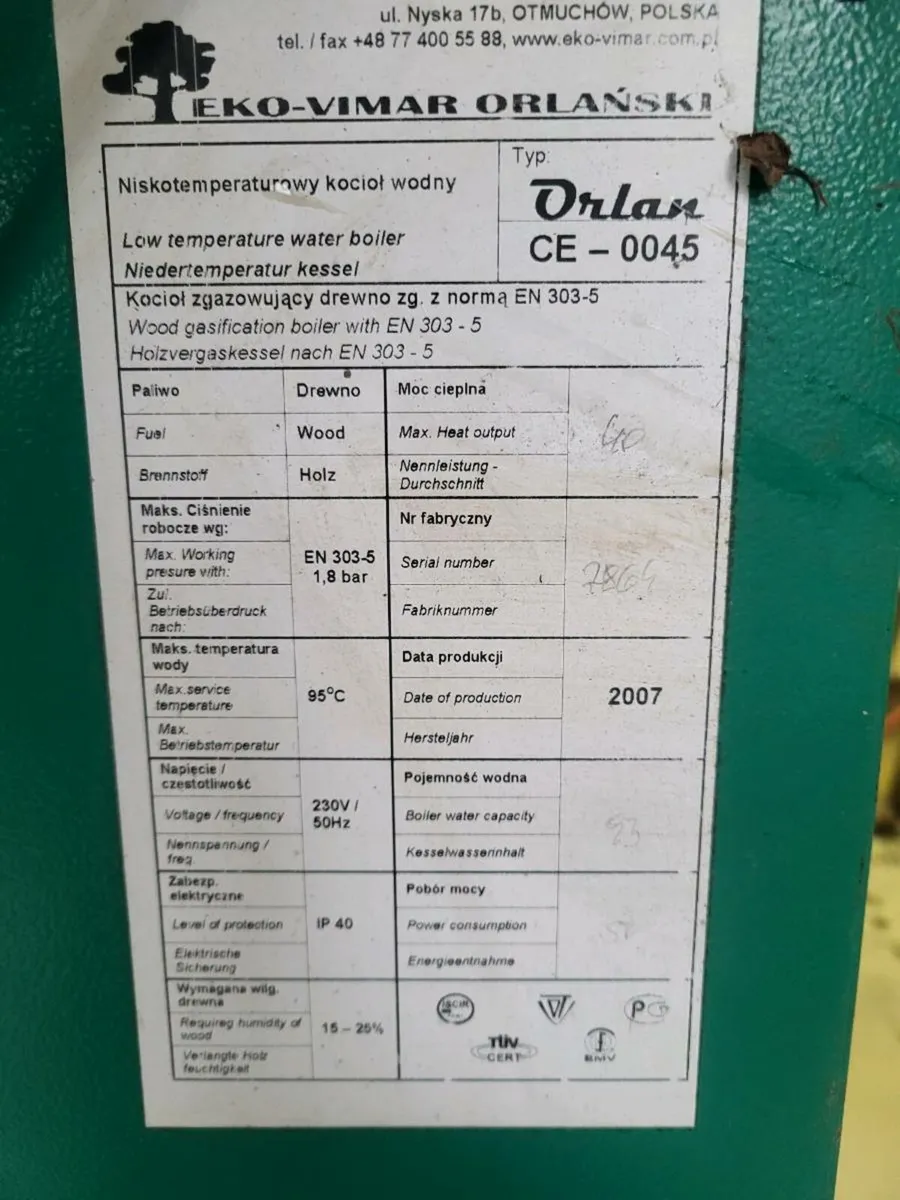 ul. Nyska 17b, OTMUCHÓW, POLSKA
tel. / fax +48 77 400 55 88, www.eko-vimar.com.pl
EKO-VIMAR ORLAŃSKI
Niskotemperaturowy kocioł wodny
Low temperature water boiler
Niedertemperatur kessel
Typ:
Orlan
CE – 0045
Kocioł zgazowujący drewno zg. z normą EN 303-5
Wood gasification boiler with EN 303 - 5
Holzvergaskessel nach EN 303 - 5
Paliwo
Fuel
Brennstoff
Drewno
Wood
Holz
Moc cieplna
Max. Heat output
Nennleistung -
Durchschnitt
40
Maks. Ciśnienie
robocze wg:
Max. Working
presure with:
Zul.
Betriebsüberdruck
nach:
EN 303-5
1,8 bar
Nr fabryczny
Serial number
Fabriknummer
Maks. temperatura
wody
Max.service
temperature
Max.
Betriebstemperatur
95°C
Data produkcji
Date of production
Hersteljahr
2007
Napięcie /
czestotliwość
Voltage / frequency
Nennspannung /
freq.
230V /
50Hz
Pojemność wodna
Boiler water capacity
Kesselwasserinhalt
93
Zabezp.
elektryczne
Level of protection
Elektrische
Sicherung
IP 40
Pobór mocy
Power consumption
Energieentnahme
Wymagana wilg.
drewna
Requireg humidity of
wood
Verlangte Holz
feuchtigkeit
15 – 25%
ISCIR
TÜV
CERT
BMV